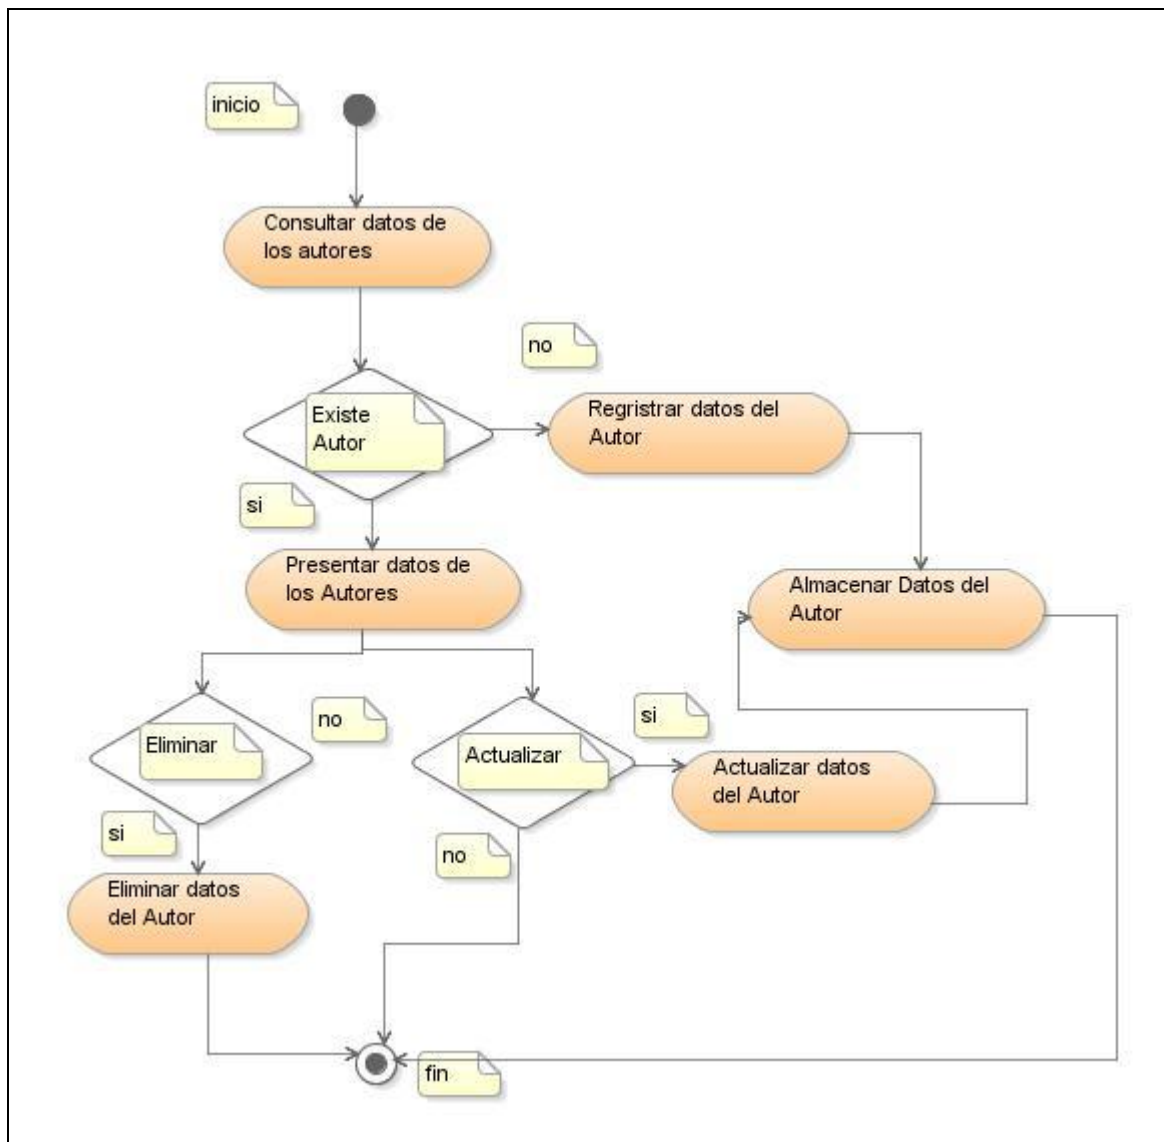 inicio
Consultar datos de
los autores
no
Existe
Autor
Regristrar datos del
Autor
si
Presentar datos de
los Autores
Almacenar Datos del
Autor
Eliminar
no
Actualizar
si
Actualizar datos
del Autor
si
no
Eliminar datos
del Autor
fin